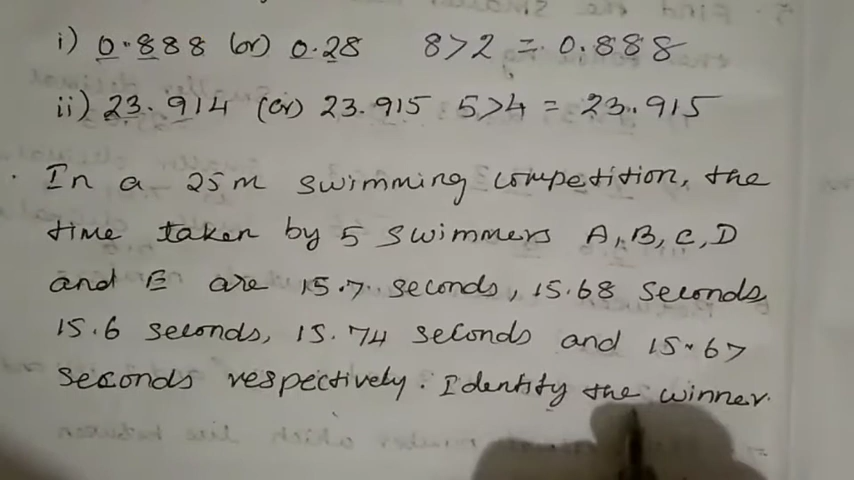 i) 0.888 (or) 0.28 8>2 = 0.888
ii) 23.914 (or) 23.915 5>4 = 23.915
In a 25m swimming competition, the
time taken by 5 swimmers A, B, C, D
and E are 15.7 seconds, 15.68 seconds
15.6 seconds, 15.74 seconds and 15.67
seconds respectively. Identity the winner.